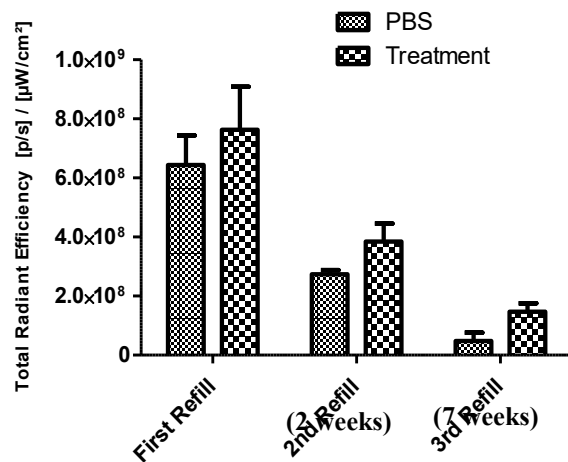 PBS
Treatment
Total Radiant Efficiency [p/s] / [µW/cm²]
1.0×10⁹
8.0×10⁸
6.0×10⁸
4.0×10⁸
2.0×10⁸
0
First Refill
2nd Refill
(2 weeks)
3rd Refill
(7 weeks)